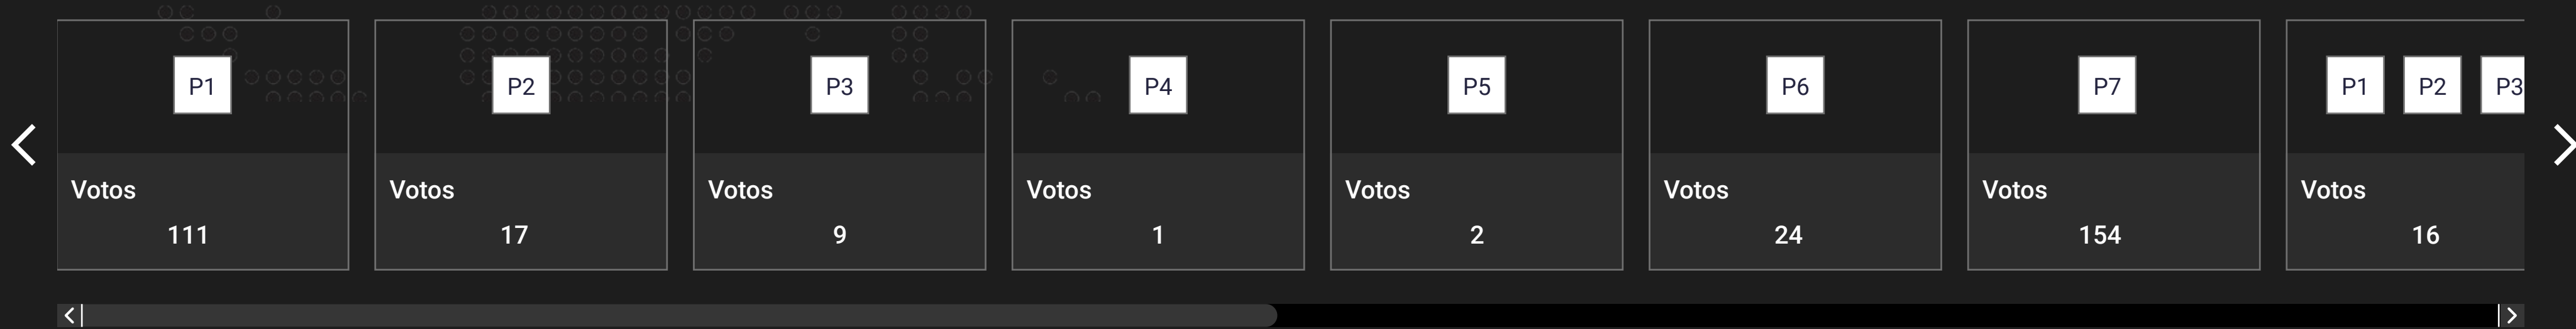 P1 P2 P3 P4 P5 P6 P7 P1 P2 P3
Votos Votos Votos Votos Votos Votos Votos Votos
111 17 9 1 2 24 154 16